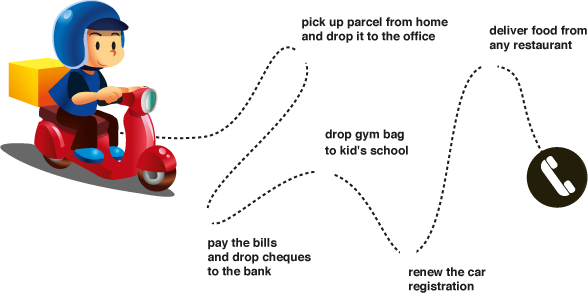 pick up parcel from home
and drop it to the office
deliver food from
any restaurant
drop gym bag
to kid's school
pay the bills
and drop cheques
to the bank
renew the car
registration